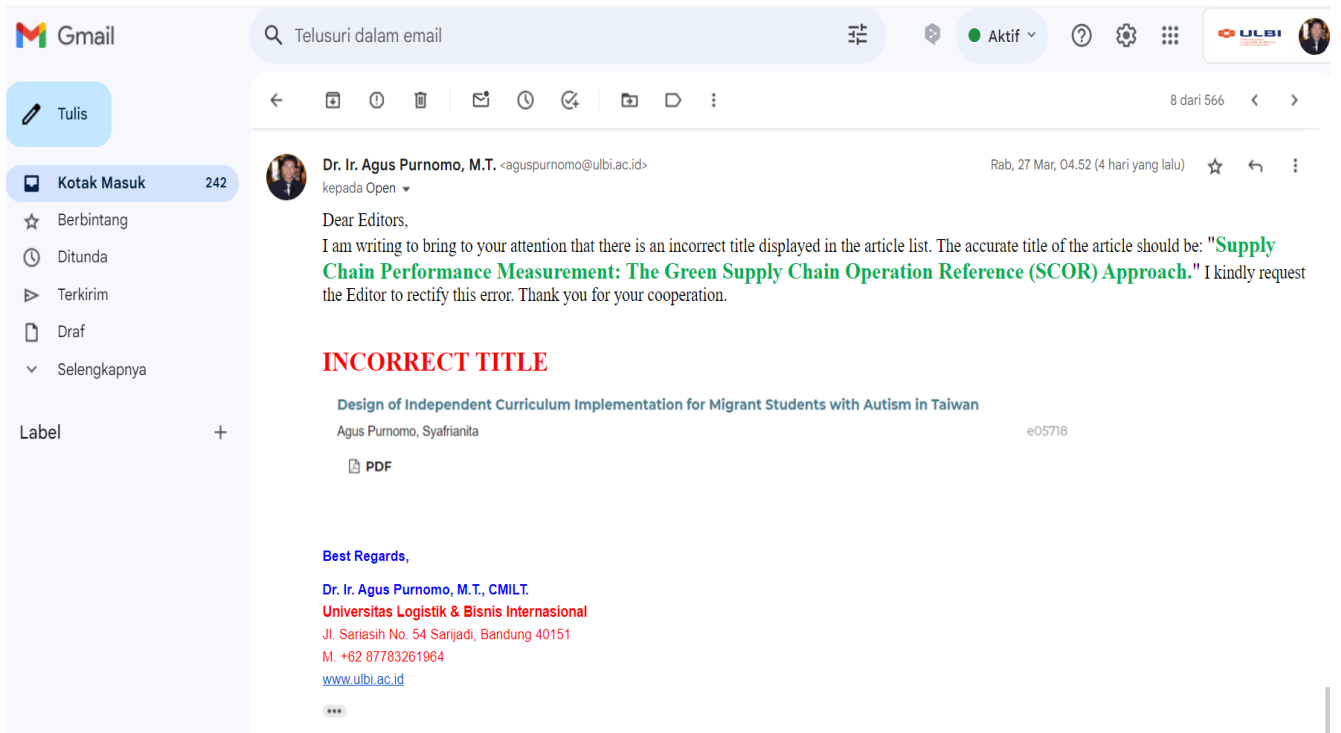 Gmail
Telusuri dalam email
Aktif
ULBI
Tulis
8 dari 566
Kotak Masuk 242
Berbintang
Ditunda
Terkirim
Draf
Selengkapnya
Label
Dr. Ir. Agus Purnomo, M.T. <aguspurnomo@ulbi.ac.id>
Rab, 27 Mar, 04.52 (4 hari yang lalu)
kepada Open
Dear Editors,
I am writing to bring to your attention that there is an incorrect title displayed in the article list. The accurate title of the article should be: "Supply
Chain Performance Measurement: The Green Supply Chain Operation Reference (SCOR) Approach." I kindly request
the Editor to rectify this error. Thank you for your cooperation.
INCORRECT TITLE
Design of Independent Curriculum Implementation for Migrant Students with Autism in Taiwan
Agus Purnomo, Syafrianita e05718
PDF
Best Regards,
Dr. Ir. Agus Purnomo, M.T., CMILT.
Universitas Logistik & Bisnis Internasional
Jl. Sariasih No. 54 Sarijadi, Bandung 40151
M. +62 87783261964
www.ulbi.ac.id